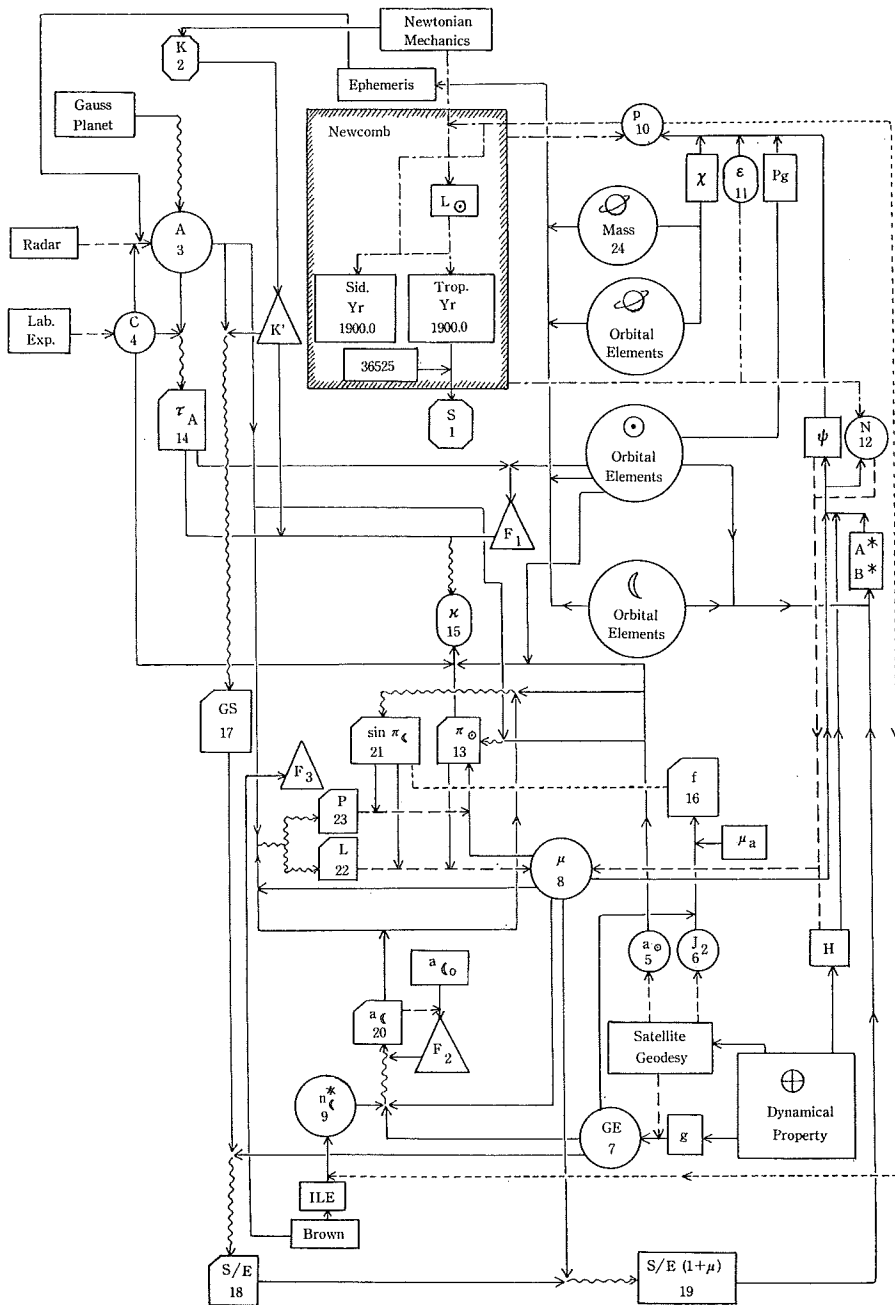 Newtonian
Mechanics
K
2
Ephemeris
Gauss
Planet
Newcomb
p
10
L☉
χ
ε
11
Pg
A
3
Radar
Mass
24
C
4
Lab.
Exp.
Sid.
Yr
1900.0
Trop.
Yr
1900.0
K'
Orbital
Elements
36525
S
1
τA
14
☉
Orbital
Elements
ψ
N
12
F1
A*
B*
☾
Orbital
Elements
κ
15
GS
17
sin π☾
21
π☉
13
F3
f
16
P
23
μa
L
22
μ
8
a☉
5
J2
6
H
a☾o
a☾
20
F2
Satellite
Geodesy
⊕
Dynamical
Property
n*☾
9
GE
7
g
ILE
Brown
S/E
18
S/E (1+μ)
19